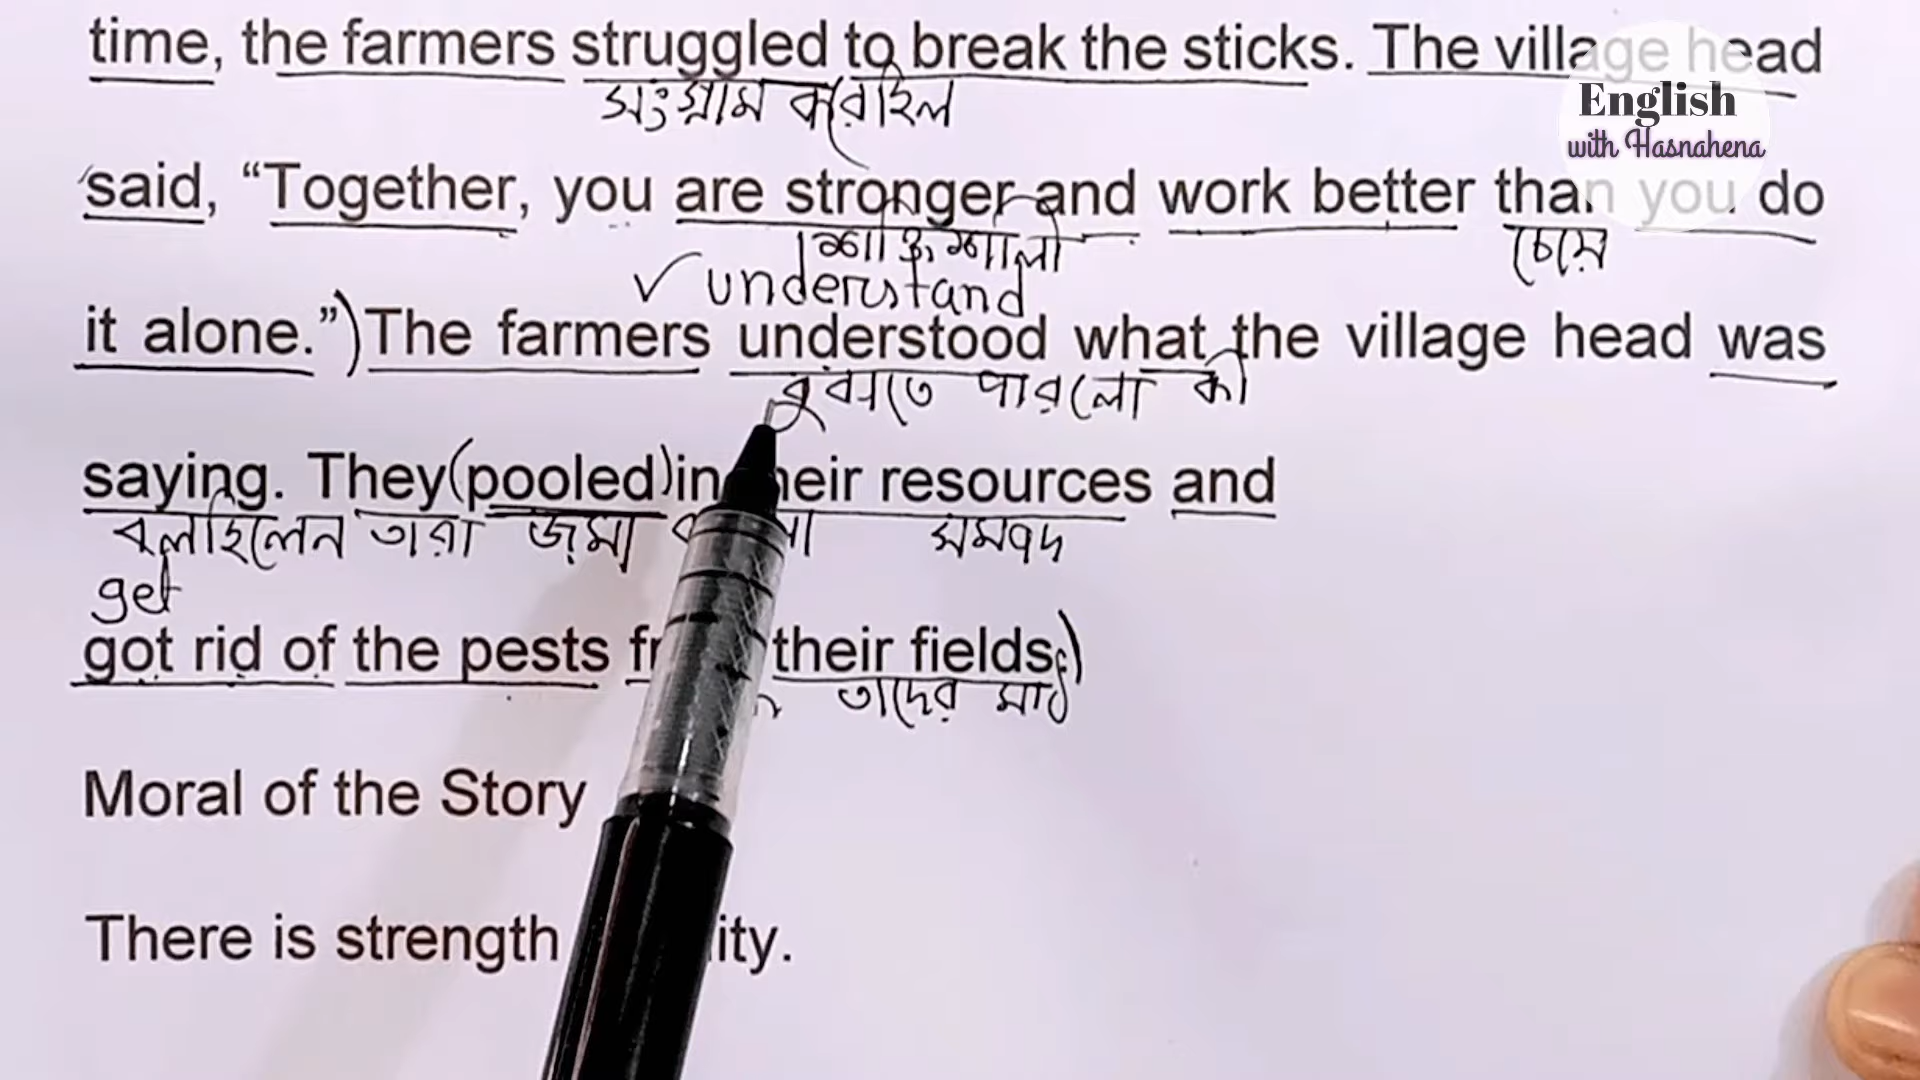 time, the farmers struggled to break the sticks. The village head
সংগ্রাম করেছিল
English
with Hasnahena
said, “Together, you are stronger and work better than you do
শক্তিশালী
চেয়ে
✓ understand
it alone.”) The farmers understood what the village head was
বুঝতে পারলো কী
saying. They (pooled) in their resources and
বলছিলেন তারা জমা সম্পদ
get
got rid of the pests their fields.)
তাদের মাঠ
Moral of the Story
There is strength